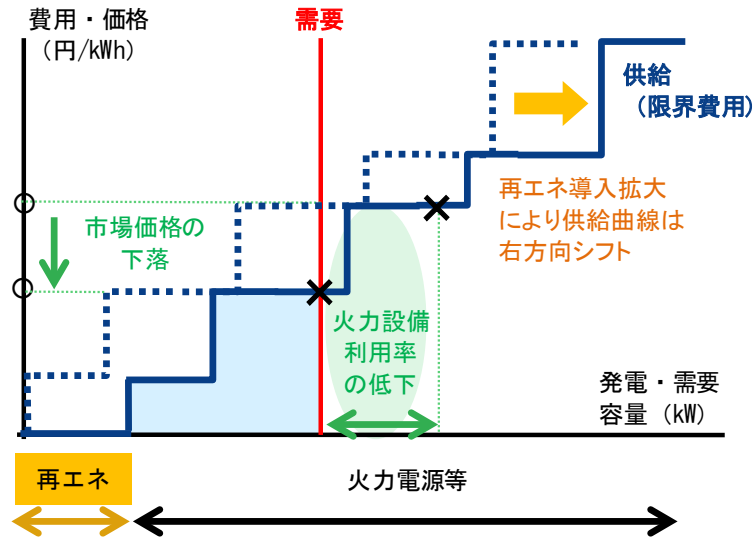 費用・価格
（円/kWh）
需要
供給
（限界費用）
再エネ導入拡大
により供給曲線は
右方向シフト
市場価格の
下落
火力設備
利用率
の低下
発電・需要
容量（kW）
再エネ
火力電源等